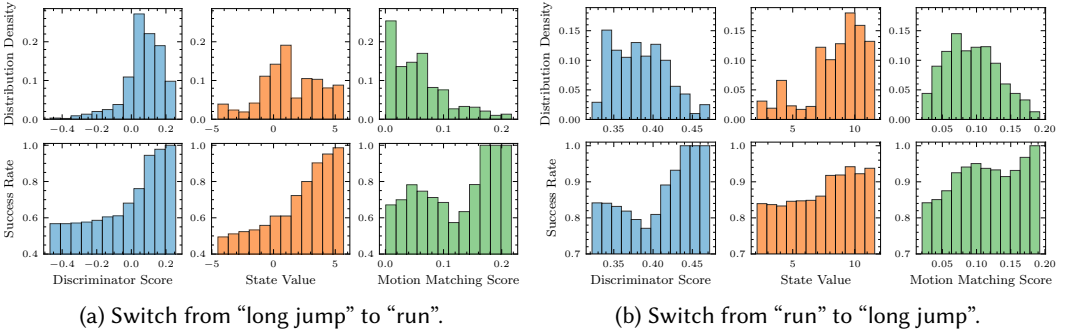 Distribution Density
0.2
0.1
0.0
−0.4 −0.2 0.0 0.2
0.2
0.1
0.0
−5 0 5
0.2
0.1
0.0
0.0 0.1 0.2
Success Rate
1.0
0.8
0.6
0.4
−0.4 −0.2 0.0 0.2
Discriminator Score
1.0
0.8
0.6
0.4
−5 0 5
State Value
1.0
0.8
0.6
0.4
0.0 0.1 0.2
Motion Matching Score
(a) Switch from “long jump” to “run”.
Distribution Density
0.15
0.10
0.05
0.00
0.35 0.40 0.45
0.15
0.10
0.05
0.00
5 10
0.15
0.10
0.05
0.00
0.05 0.10 0.15 0.20
Success Rate
1.0
0.9
0.8
0.7
0.35 0.40 0.45
Discriminator Score
1.0
0.9
0.8
0.7
5 10
State Value
1.0
0.9
0.8
0.7
0.05 0.10 0.15 0.20
Motion Matching Score
(b) Switch from “run” to “long jump”.